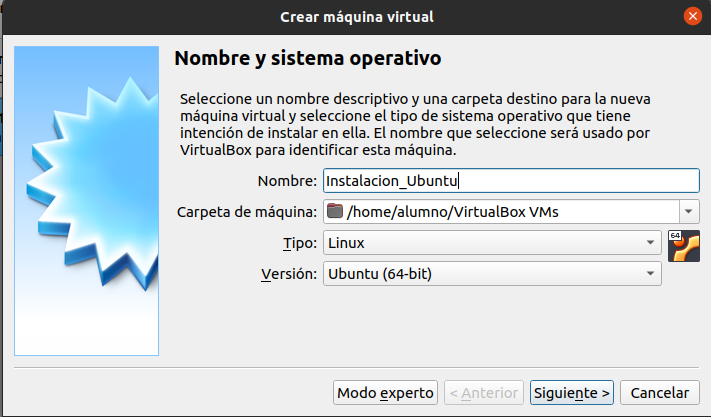 Crear máquina virtual
Nombre y sistema operativo
Seleccione un nombre descriptivo y una carpeta destino para la nueva
máquina virtual y seleccione el tipo de sistema operativo que tiene
intención de instalar en ella. El nombre que seleccione será usado por
VirtualBox para identificar esta máquina.
Nombre: Instalacion_Ubuntu
Carpeta de máquina: /home/alumno/VirtualBox VMs
Tipo: Linux
64
Versión: Ubuntu (64-bit)
Modo experto < Anterior Siguiente > Cancelar